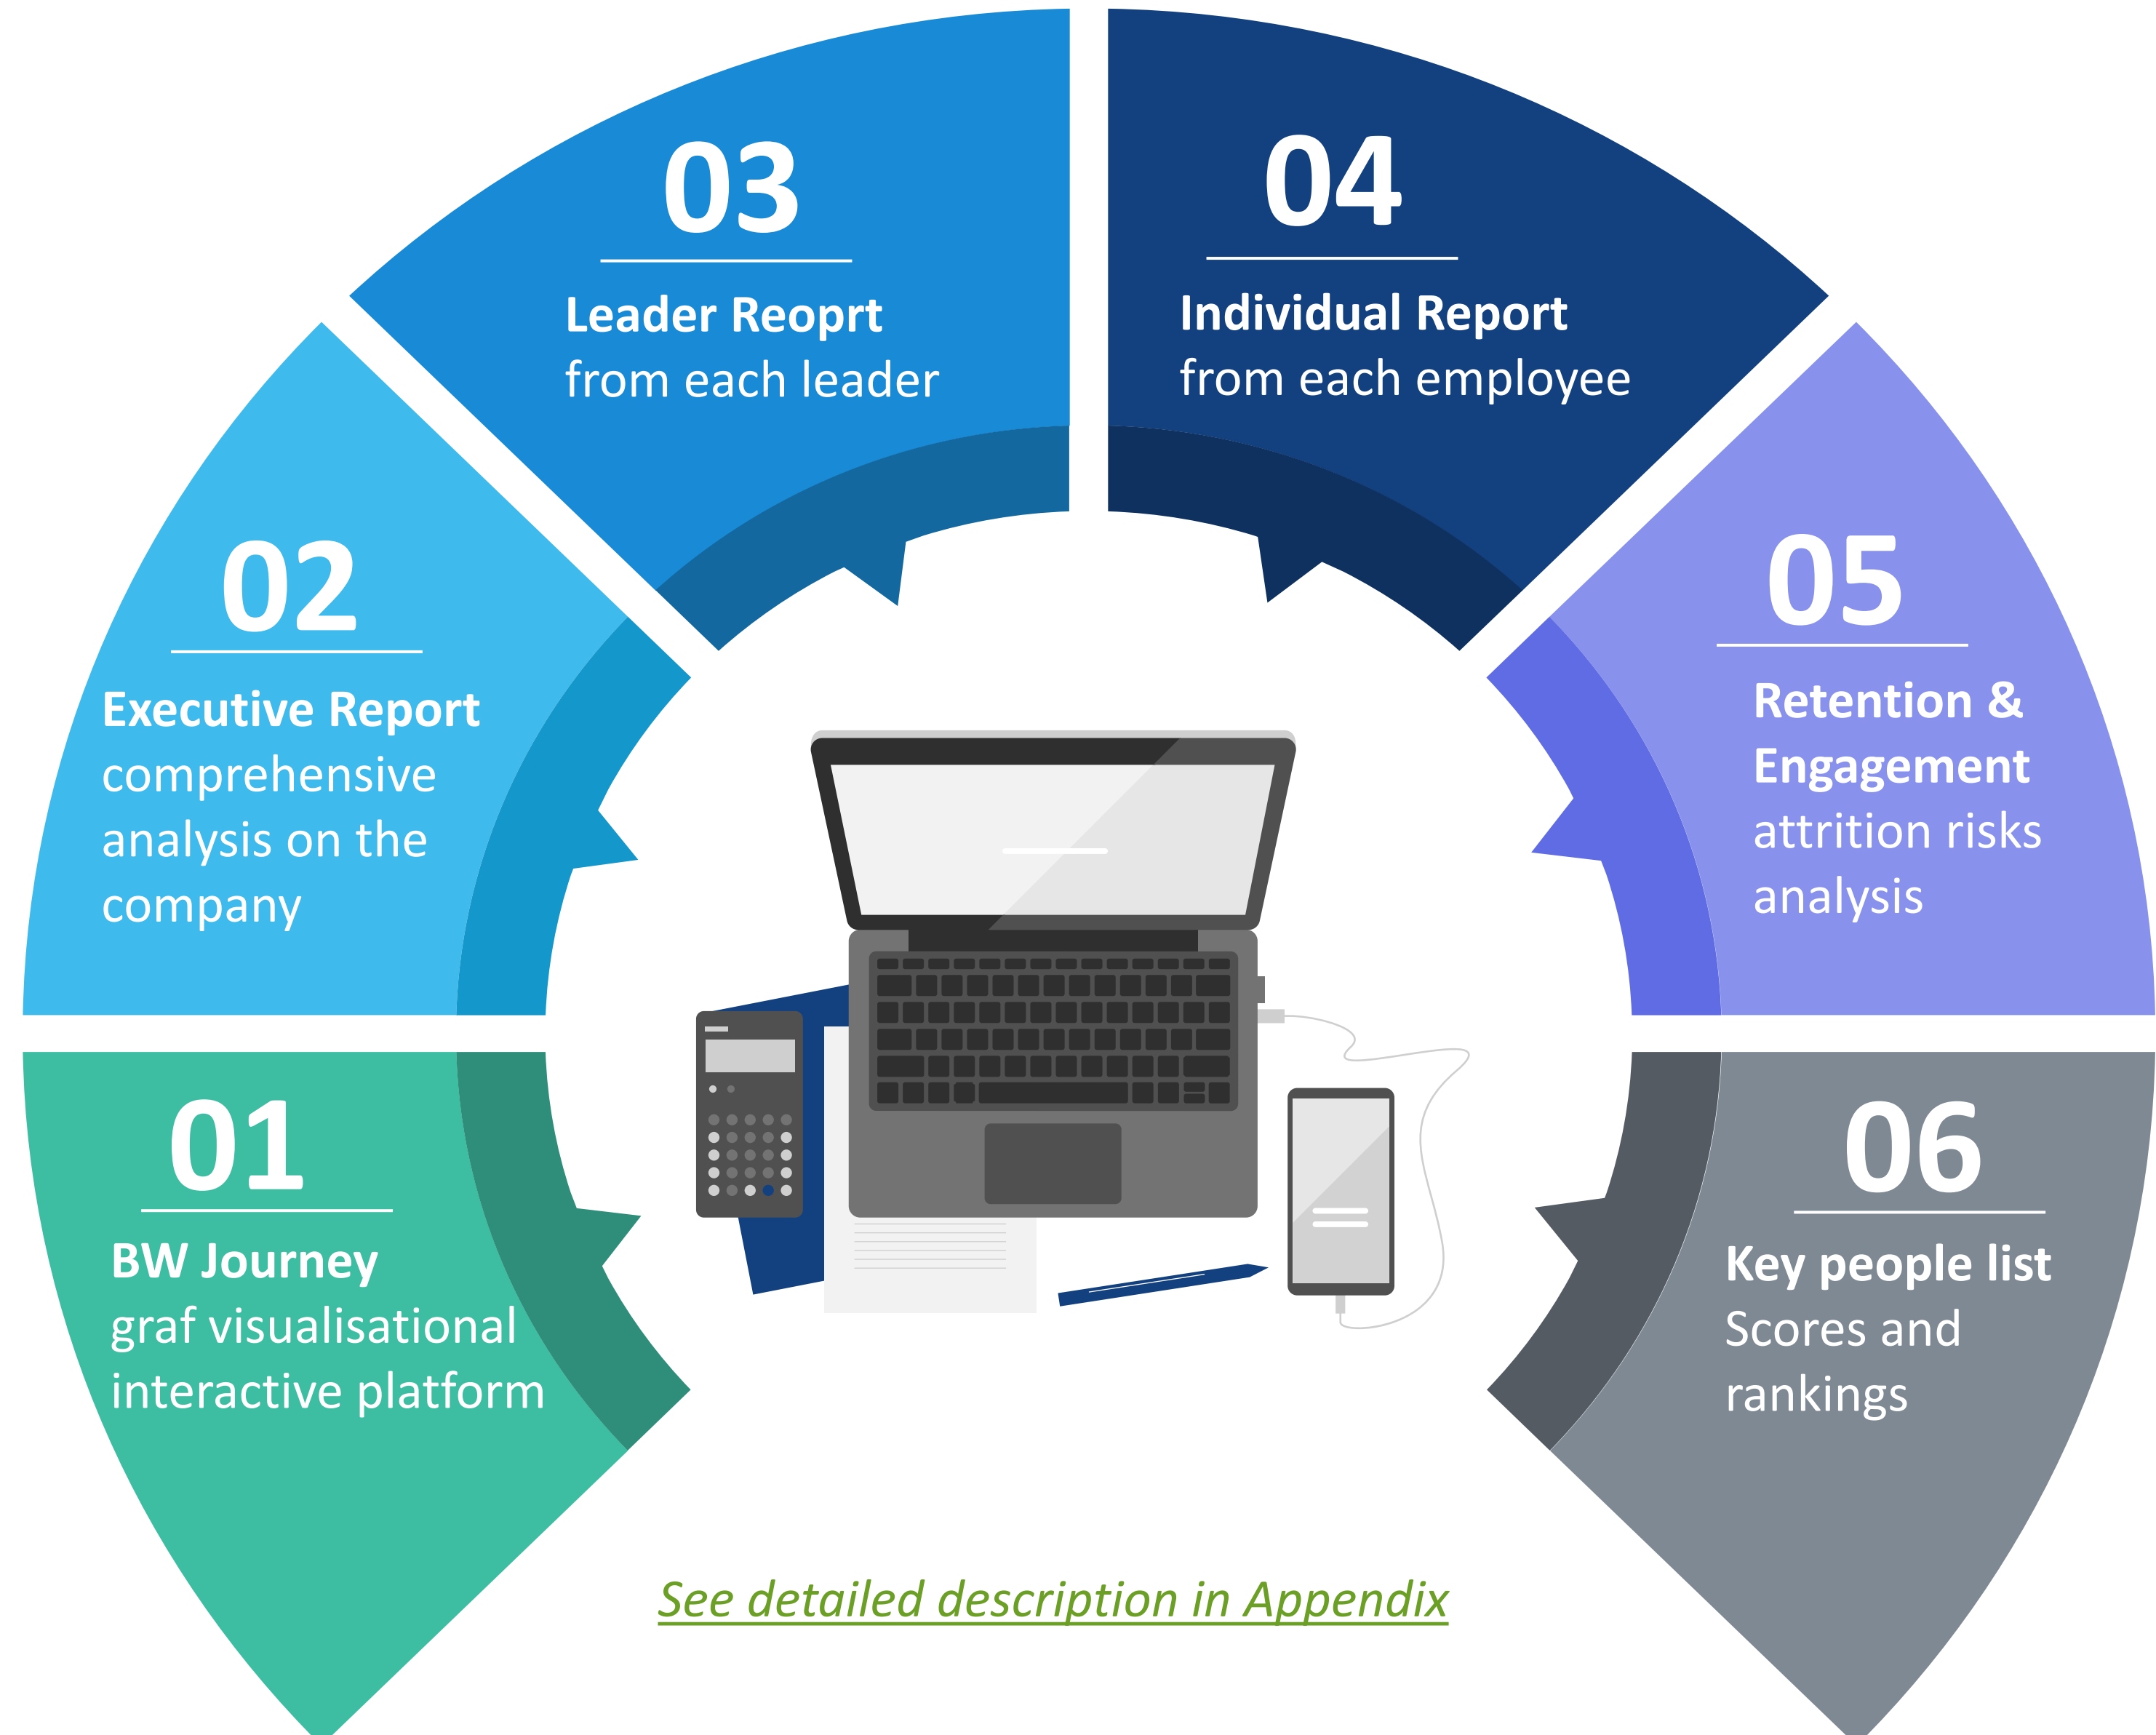 01
BW Journey
graf visualisational
interactive platform
02
Executive Report
comprehensive
analysis on the
company
03
Leader Reoprt
from each leader
04
Individual Report
from each employee
05
Retention &
Engagement
attrition risks
analysis
06
Key people list
Scores and
rankings
See detailed description in Appendix